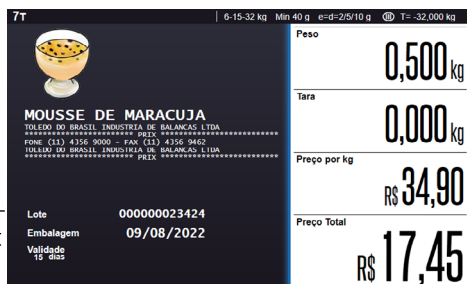 7T
6-15-32 kg Min 40 g e=d=2/5/10 g III T= -32,000 kg
MOUSSE DE MARACUJA
TOLEDO DO BRASIL INDUSTRIA DE BALANCAS LTDA
************************ PRIX **************************
FONE (11) 4356 9000 - FAX (11) 4356 9462
TOLEDO DO BRASIL INDUSTRIA DE BALANCAS LTDA
************************ PRIX **************************
Lote 000000023424
Embalagem 09/08/2022
Validade
15 dias
Peso
0,500 kg
Tara
0,000 kg
Preço por kg
R$ 34,90
Preço Total
R$ 17,45